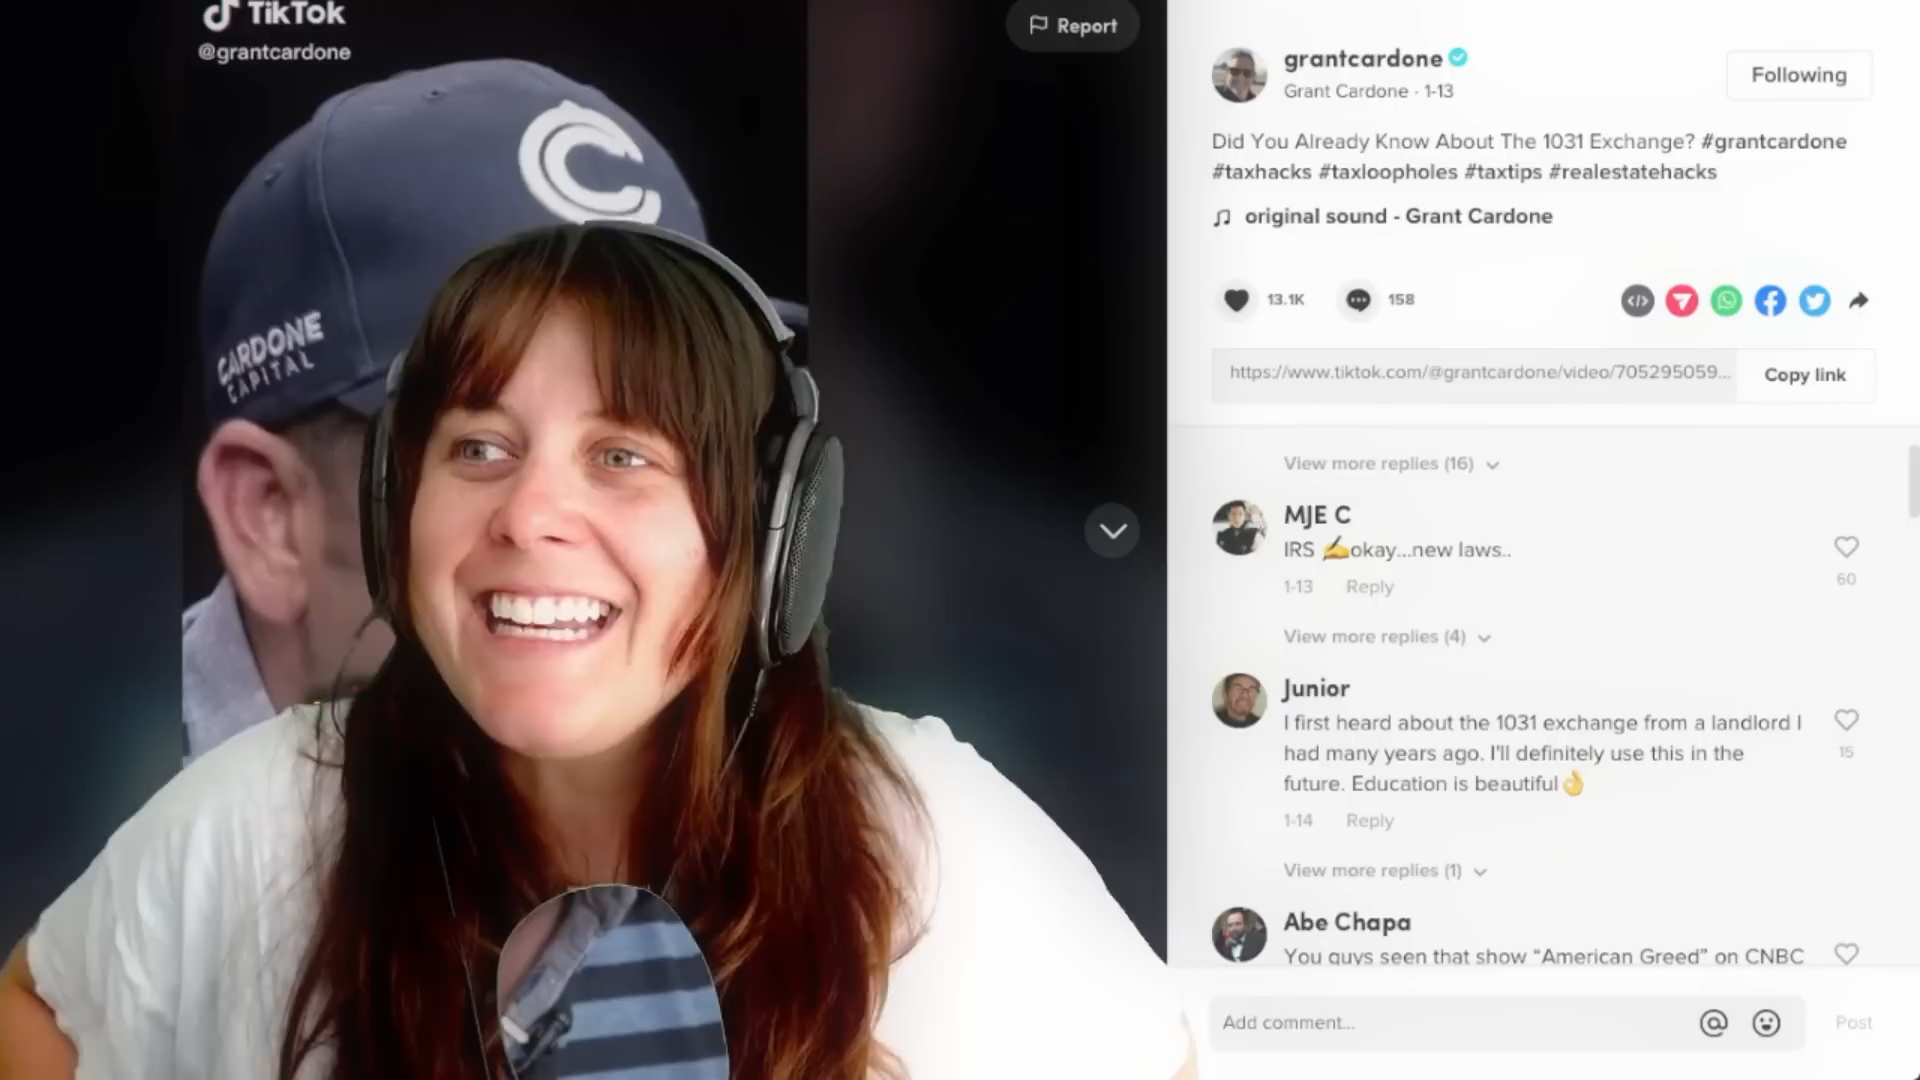 TikTok
@grantcardone
Report
C
CARDONE
CAPITAL
grantcardone
Grant Cardone · 1-13
Following
Did You Already Know About The 1031 Exchange? #grantcardone
#taxhacks #taxloopholes #taxtips #realestatehacks
original sound - Grant Cardone
13.1K
158
https://www.tiktok.com/@grantcardone/video/705295059...
Copy link
View more replies (16)
MJE C
IRS ✍️okay...new laws..
60
1-13 Reply
View more replies (4)
Junior
I first heard about the 1031 exchange from a landlord I
had many years ago. I'll definitely use this in the
future. Education is beautiful👌
15
1-14 Reply
View more replies (1)
Abe Chapa
You guys seen that show “American Greed” on CNBC
Add comment...
Post